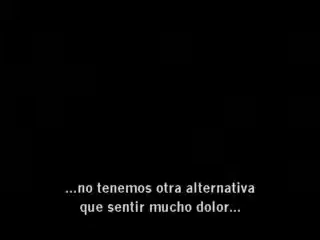 ...no tenemos otra alternativa
que sentir mucho dolor...